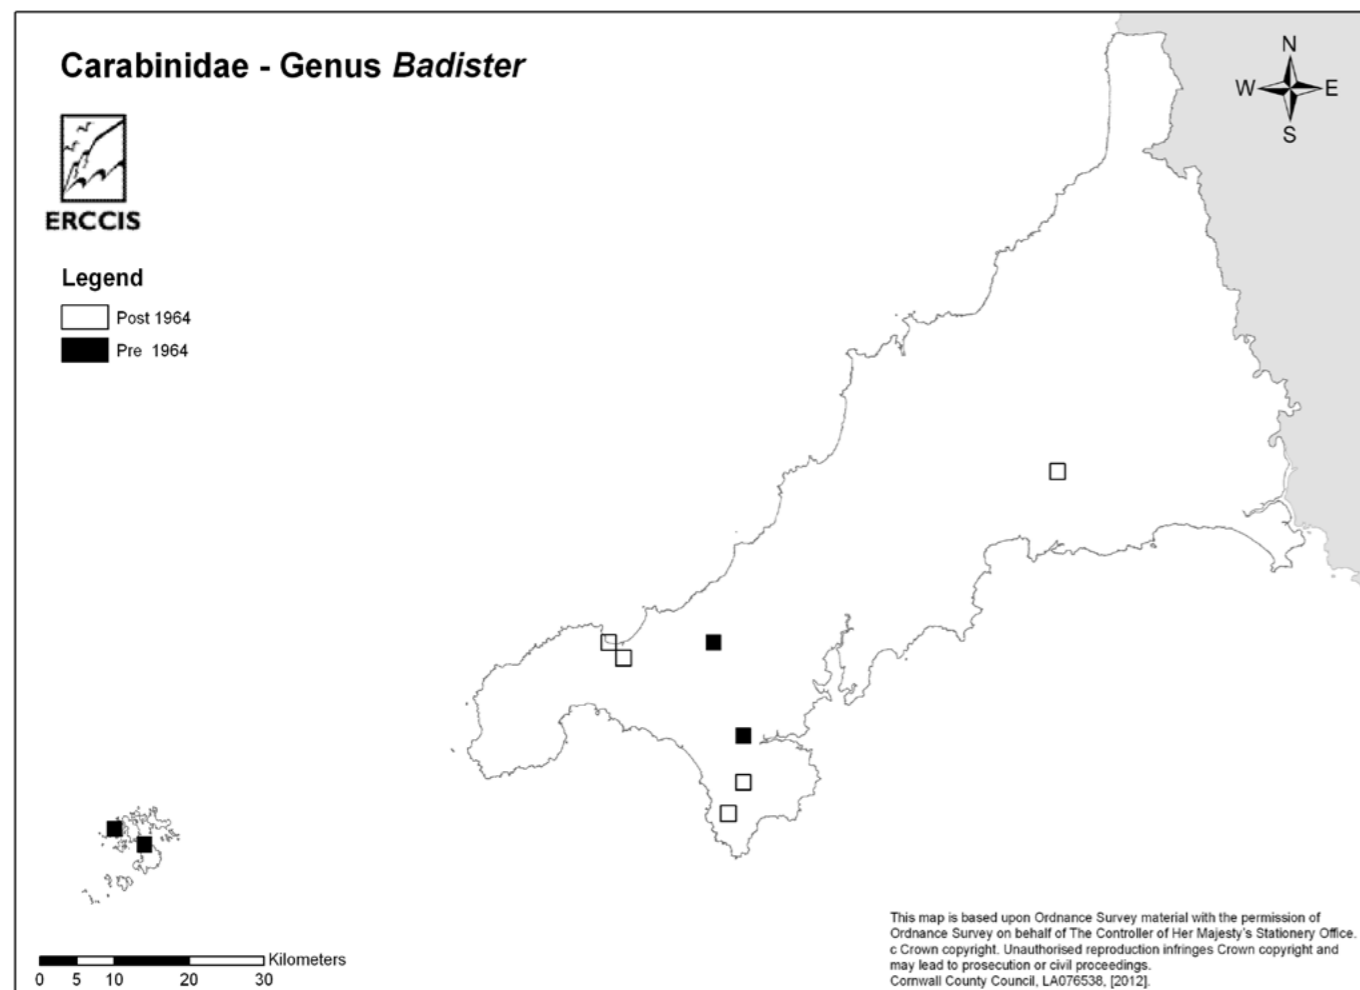 Carabinidae - Genus Badister
N
W E
S
ERCCIS
Legend
Post 1964
Pre 1964
This map is based upon Ordnance Survey material with the permission of
Ordnance Survey on behalf of The Controller of Her Majesty's Stationery Office.
c Crown copyright. Unauthorised reproduction infringes Crown copyright and
may lead to prosecution or civil proceedings.
Cornwall County Council, LA076538, [2012].
Kilometers
0 5 10 20 30